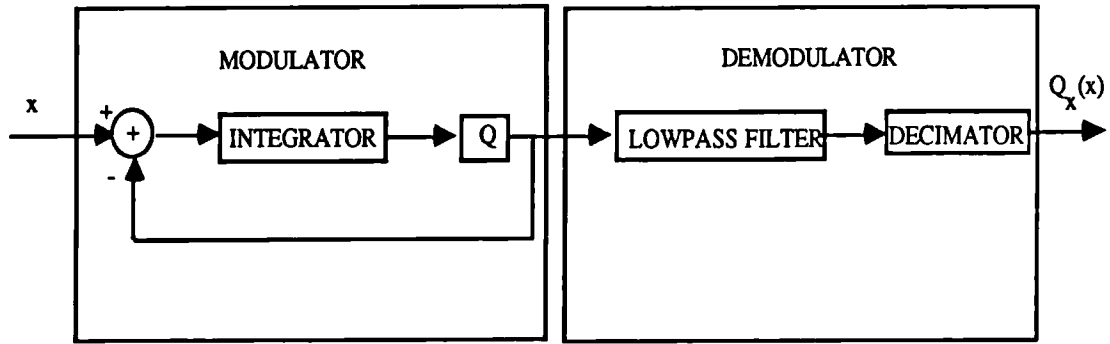 MODULATOR
DEMODULATOR
x
+
+
-
INTEGRATOR
Q
LOWPASS FILTER
DECIMATOR
Q_x(x)